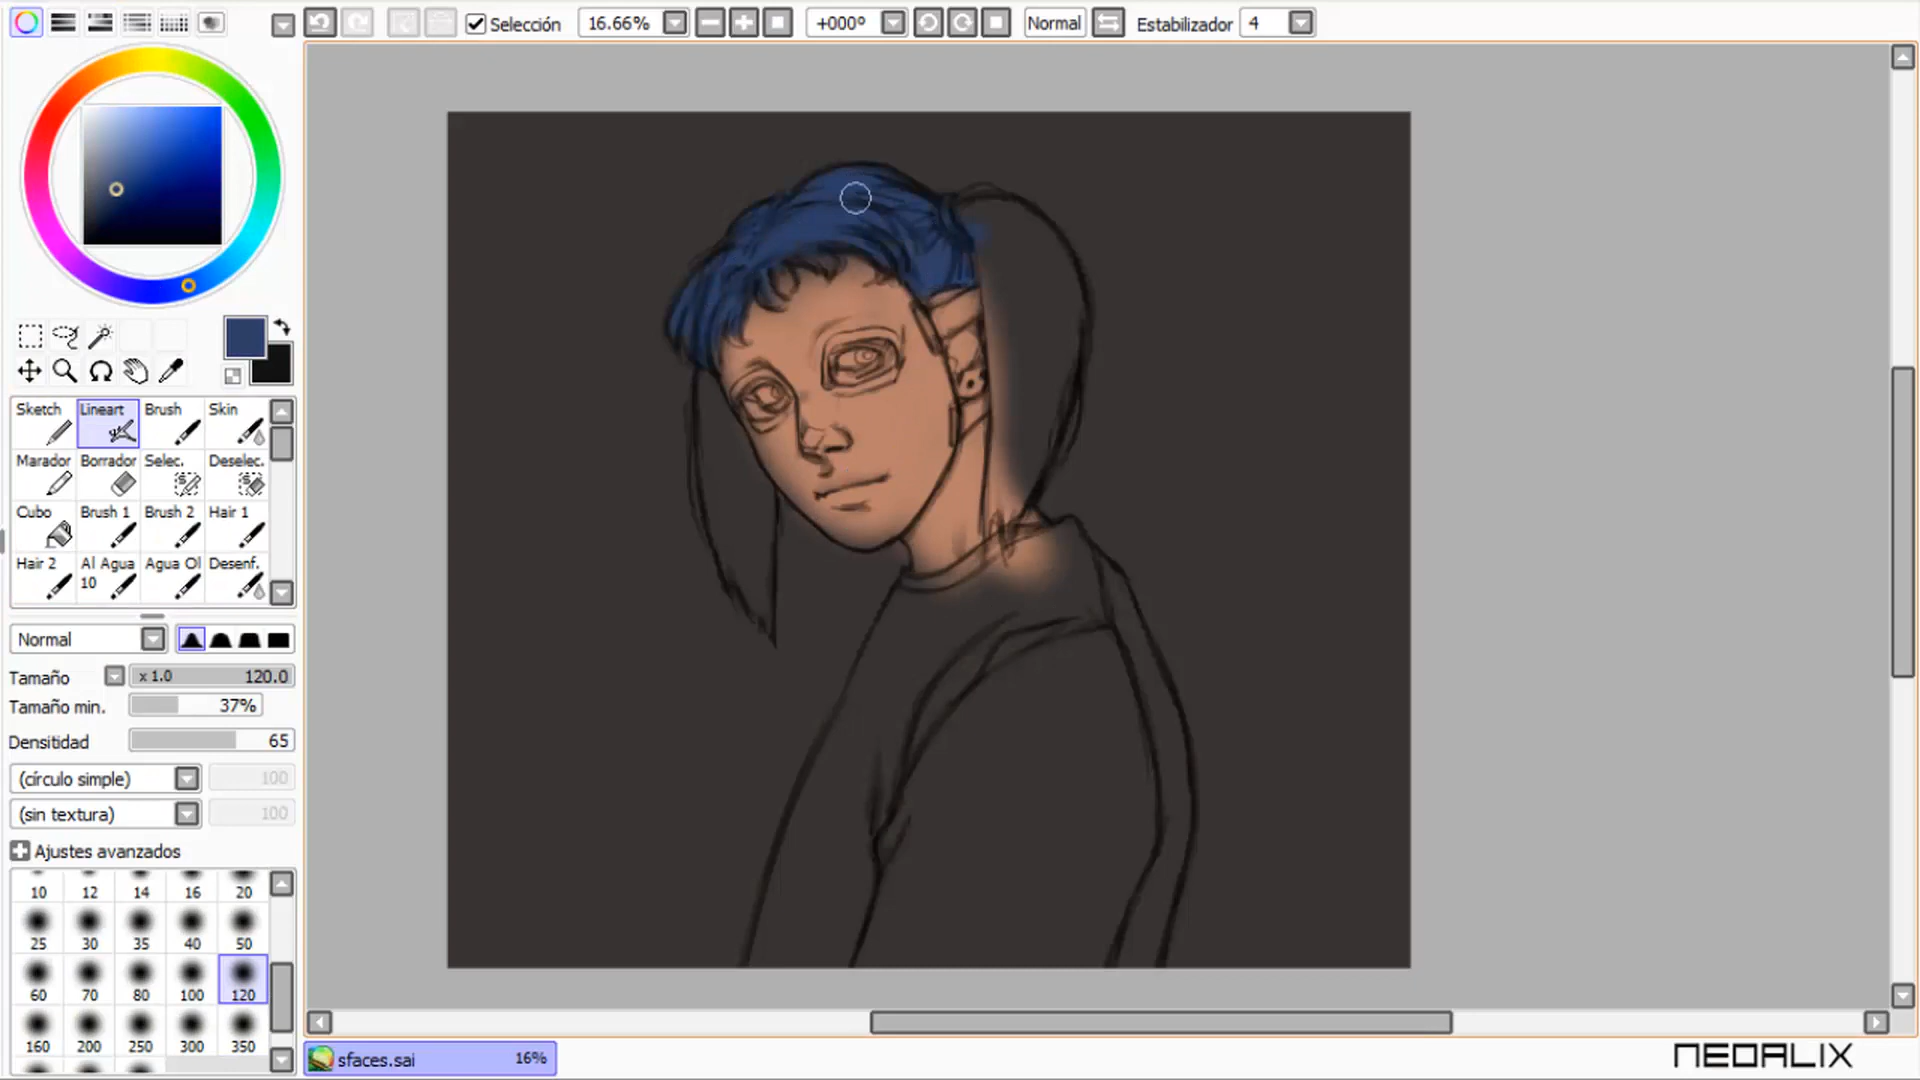 Selección 16.66% +000º Normal Estabilizador 4
Sketch Lineart Brush Skin
Marador Borrador Selec. Deselec.
Cubo Brush 1 Brush 2 Hair 1
Hair 2 Al Agua 10 Agua Ol Desenf.
Normal
Tamaño x 1.0 120.0
Tamaño min. 37%
Densitidad 65
(círculo simple) 100
(sin textura) 100
Ajustes avanzados
10 12 14 16 20
25 30 35 40 50
60 70 80 100 120
160 200 250 300 350
sfaces.sai 16%
NEOALIX